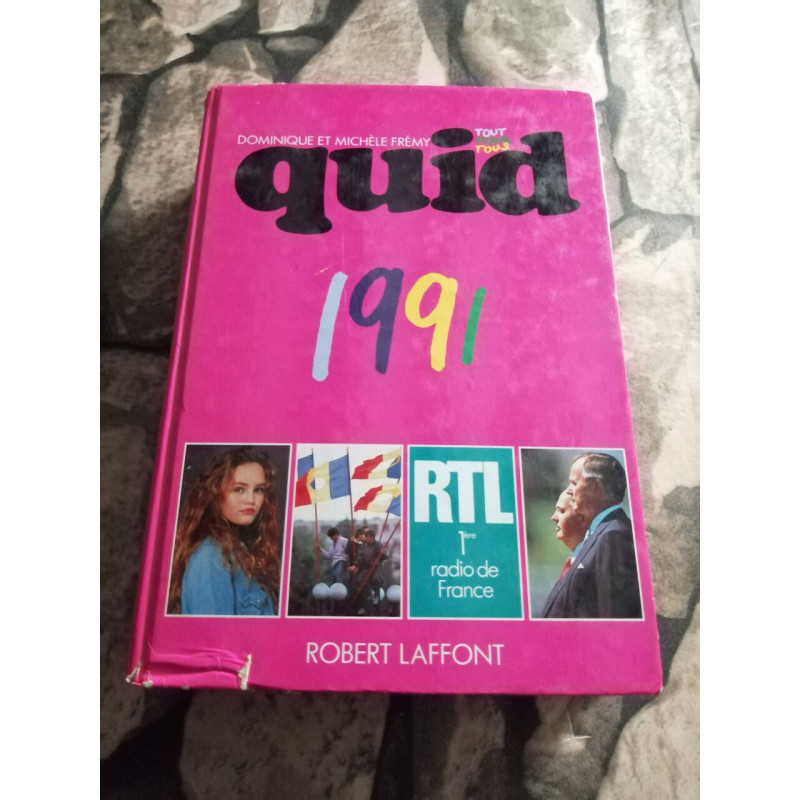 DOMINIQUE ET MICHÈLE FRÉMY
TOUT
TOUS
quid
1991
RTL
1ère
radio de
France
ROBERT LAFFONT